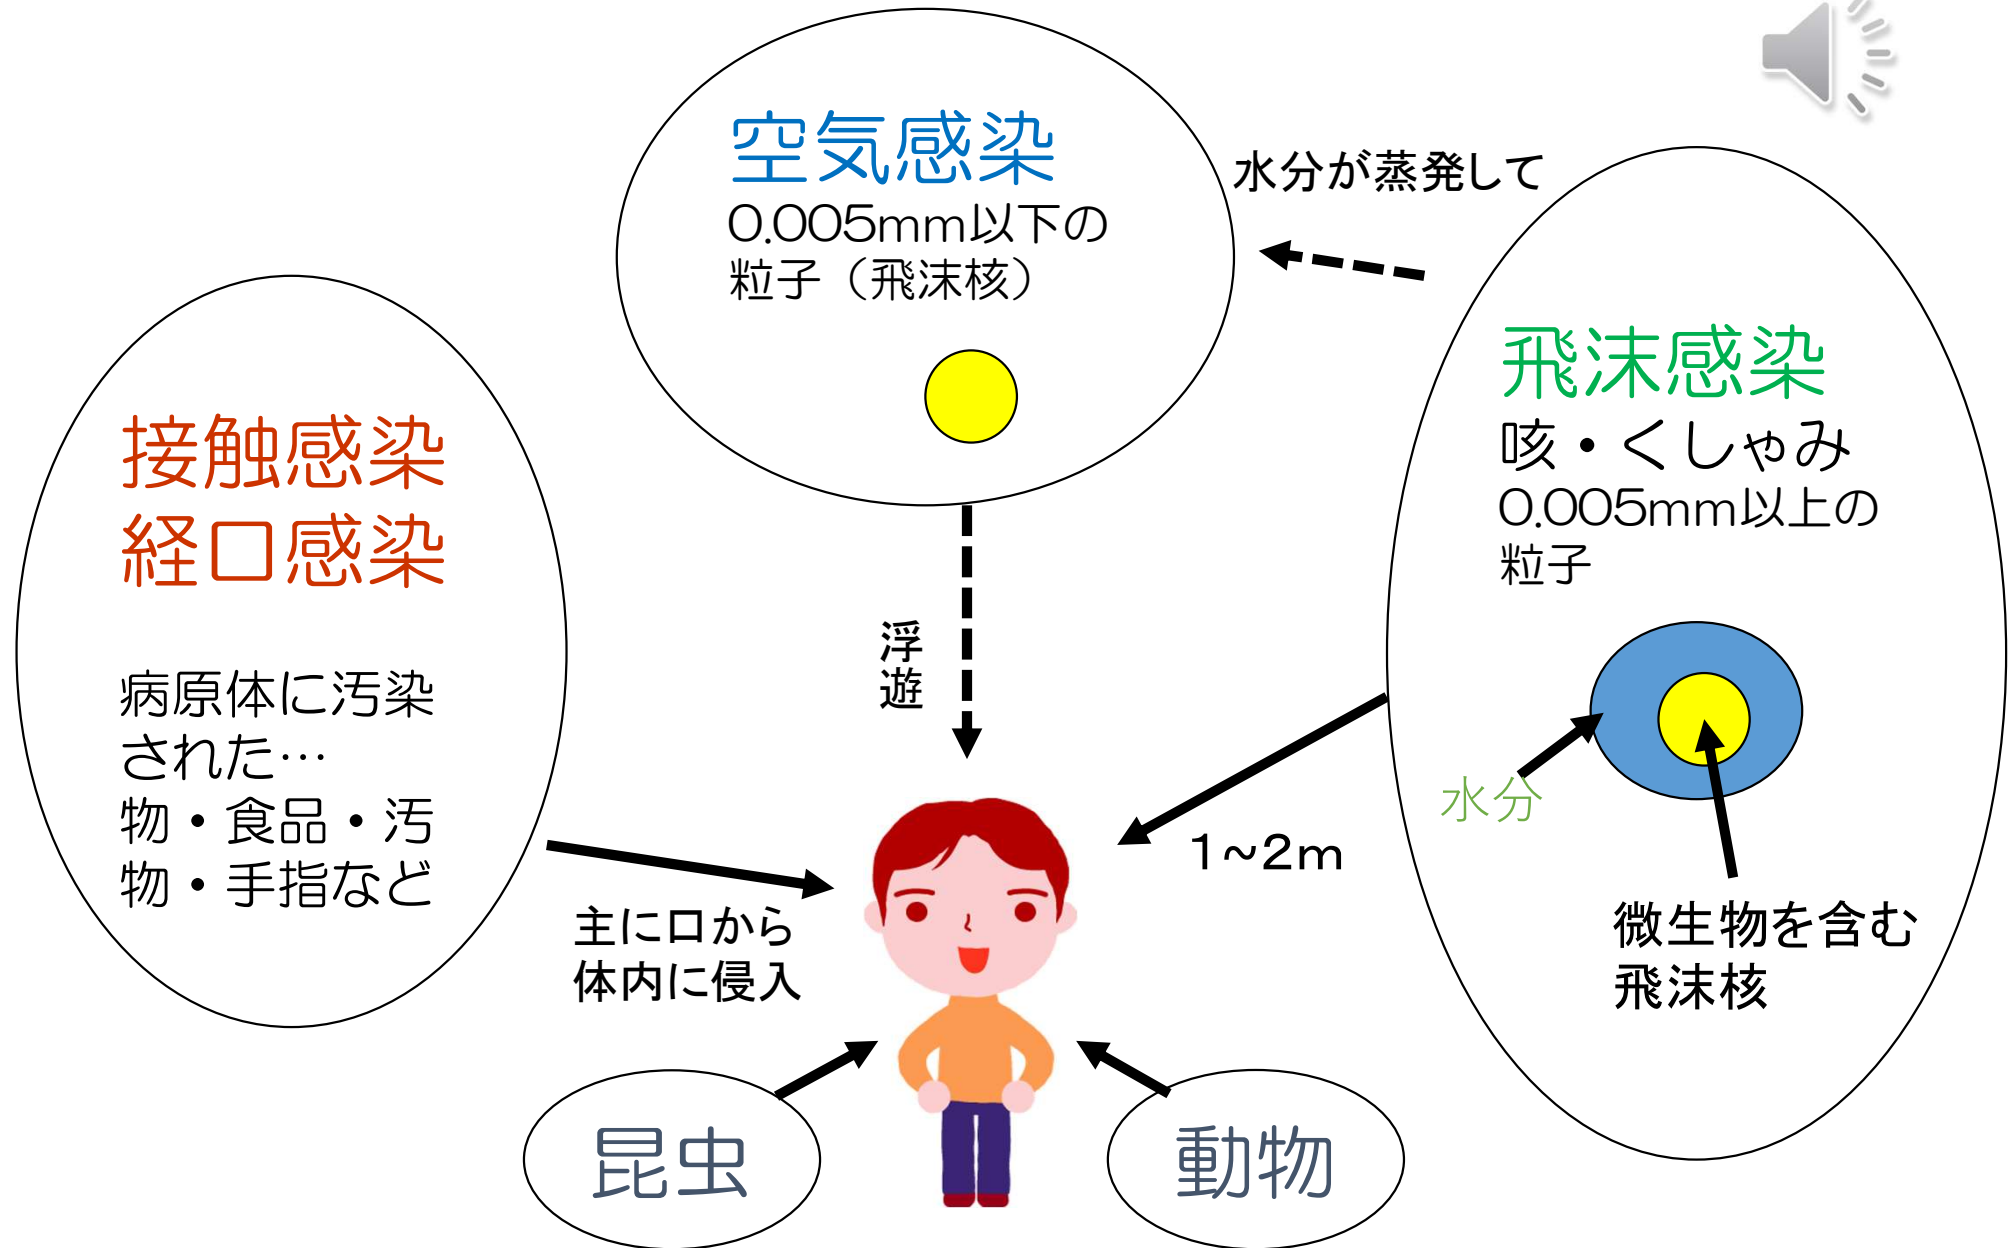 空気感染
0.005mm以下の
粒子（飛沫核）
水分が蒸発して
飛沫感染
咳・くしゃみ
0.005mm以上の
粒子
水分
微生物を含む
飛沫核
接触感染
経口感染
病原体に汚染
された…
物・食品・汚
物・手指など
浮遊
1~2m
主に口から
体内に侵入
昆虫
動物